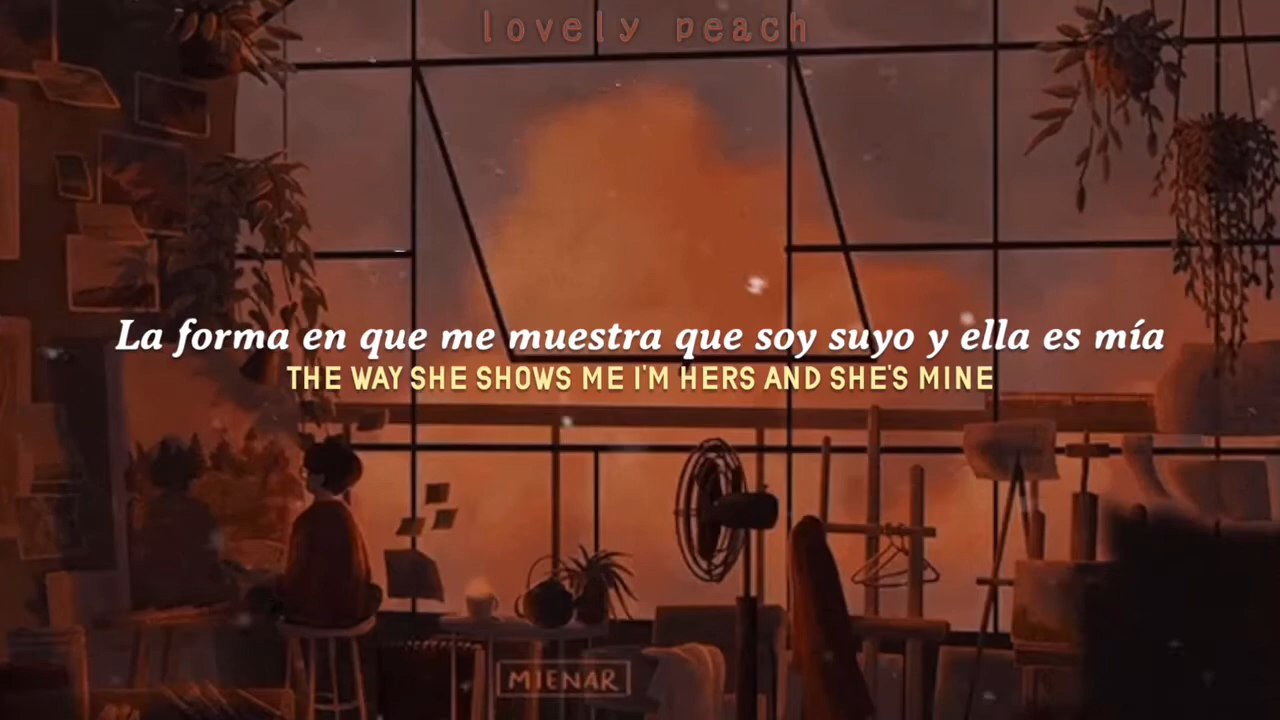 lovely peach
La forma en que me muestra que soy suyo y ella es mía
THE WAY SHE SHOWS ME I'M HERS AND SHE'S MINE
MIENAR